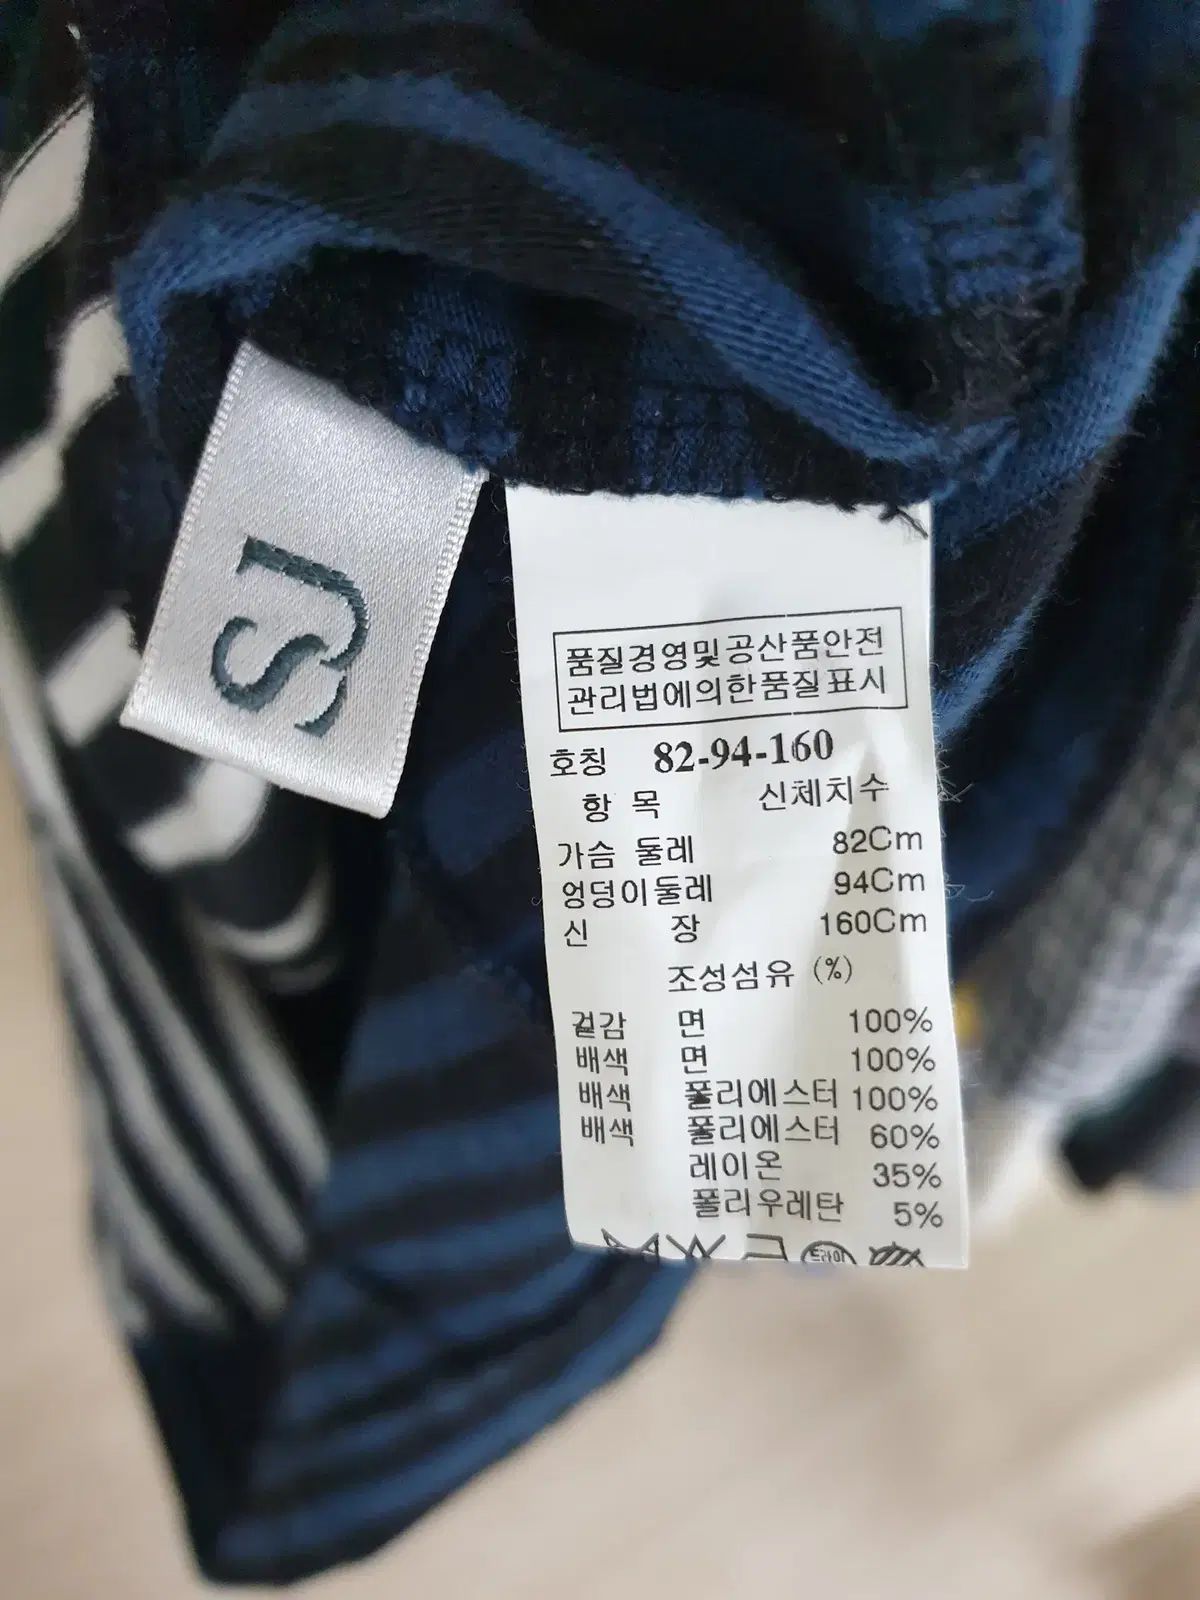 SJ
품질경영및공산품안전
관리법에의한품질표시
호칭 82-94-160
항 목 신체치수
가슴 둘레 82Cm
엉덩이둘레 94Cm
신 장 160Cm
조성섬유 (%)
겉감 면 100%
배색 면 100%
배색 폴리에스터 100%
배색 폴리에스터 60%
레이온 35%
폴리우레탄 5%
드라이